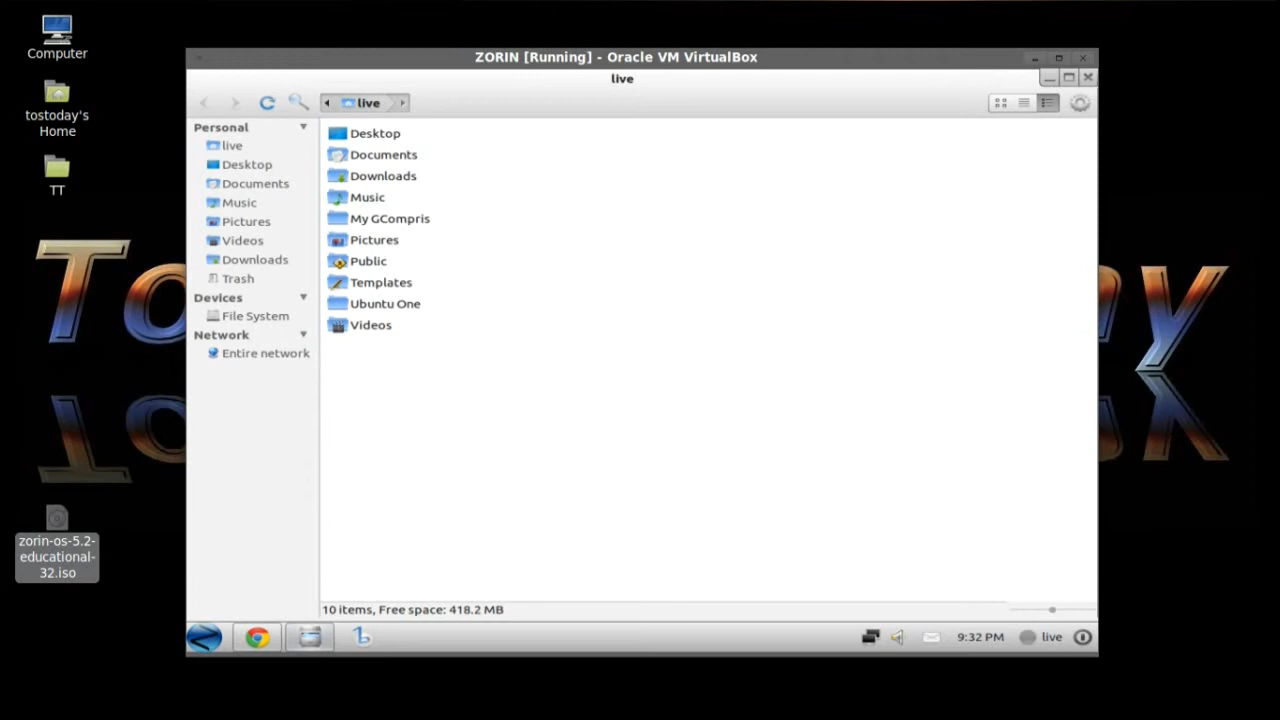 Computer
tostoday's
Home
TT
zorin-os-5.2-
educational-
32.iso
ZORIN [Running] - Oracle VM VirtualBox
live
live
Personal
live
Desktop
Documents
Music
Pictures
Videos
Downloads
Trash
Devices
File System
Network
Entire network
Desktop
Documents
Downloads
Music
My GCompris
Pictures
Public
Templates
Ubuntu One
Videos
10 items, Free space: 418.2 MB
9:32 PM
live